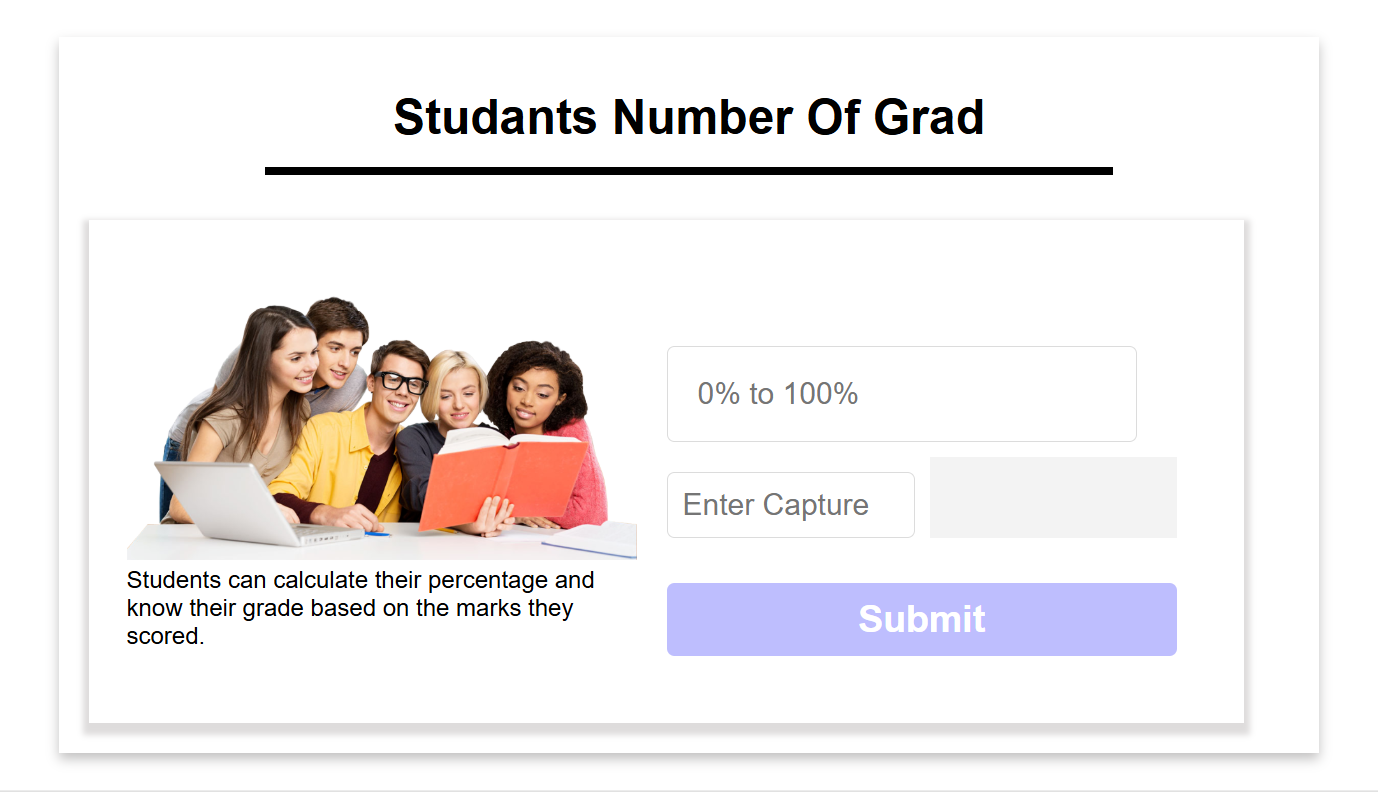 Studants Number Of Grad
0% to 100%
Enter Capture
Submit
Students can calculate their percentage and
know their grade based on the marks they
scored.